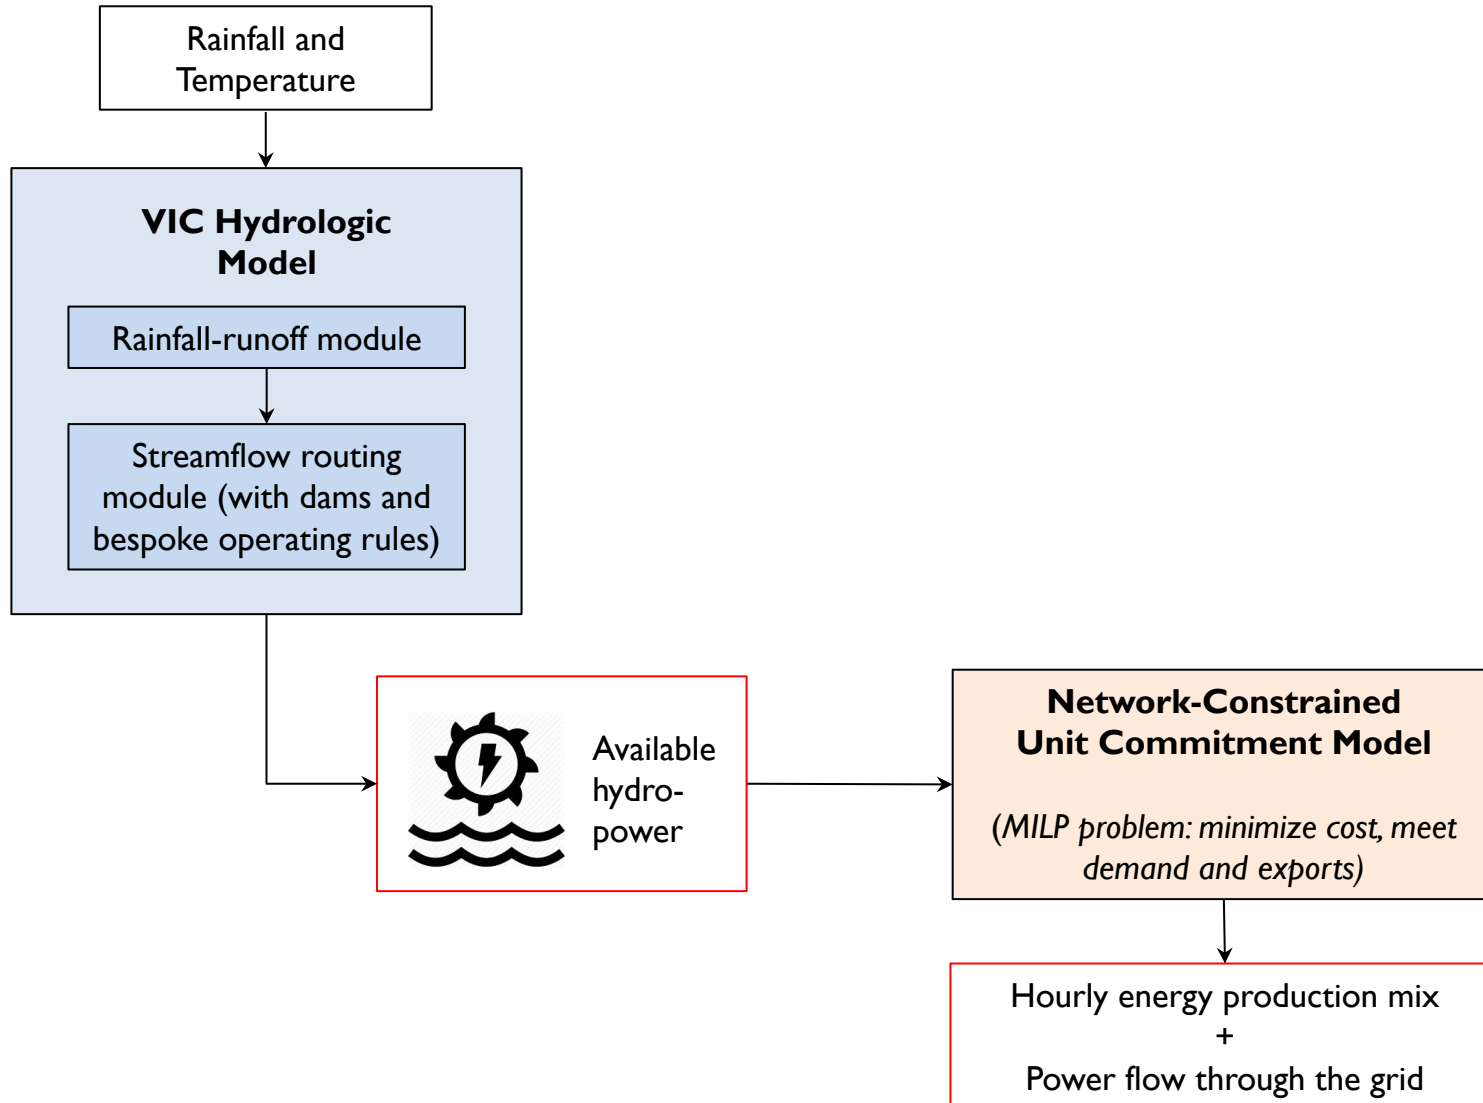 Rainfall and
Temperature
VIC Hydrologic
Model
Rainfall-runoff module
Streamflow routing
module (with dams and
bespoke operating rules)
Available
hydro-
power
Network-Constrained
Unit Commitment Model
(MILP problem: minimize cost, meet
demand and exports)
Hourly energy production mix
+
Power flow through the grid